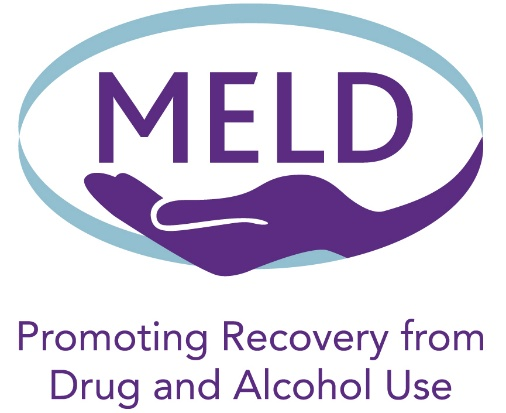 MELD
Promoting Recovery from
Drug and Alcohol Use